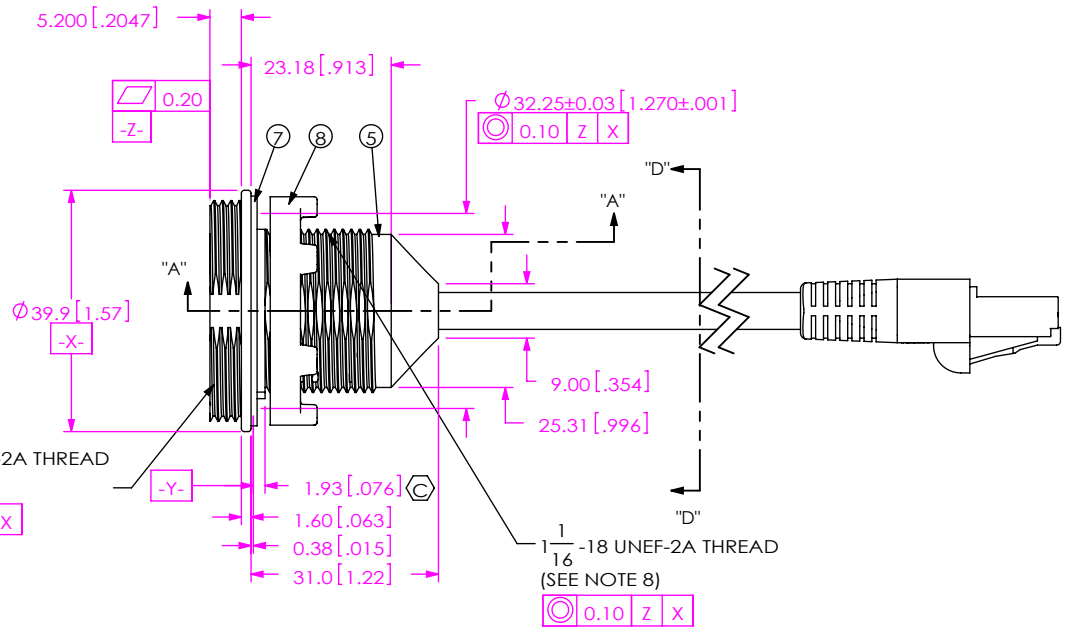 5.200 [.2047]
23.18 [.913]
0.20
-Z-
⌀32.25±0.03 [1.270±.001]
0.10 Z X
7
8
5
"D"
"A"
"A"
⌀39.9 [1.57]
-X-
9.00 [.354]
25.31 [.996]
-2A THREAD
X
-Y-
1.93 [.076] C
1.60 [.063]
0.38 [.015]
31.0 [1.22]
"D"
1 1/16 -18 UNEF-2A THREAD
(SEE NOTE 8)
0.10 Z X